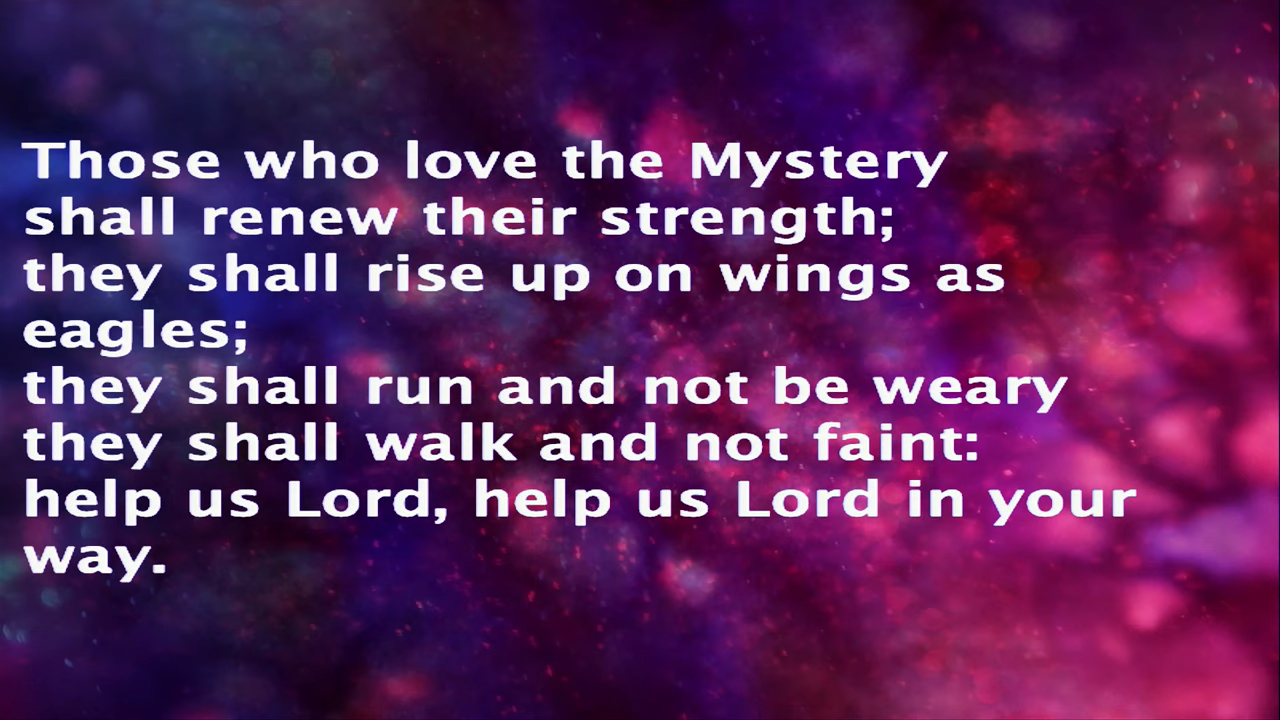 Those who love the Mystery
shall renew their strength;
they shall rise up on wings as
eagles;
they shall run and not be weary
they shall walk and not faint:
help us Lord, help us Lord in your
way.